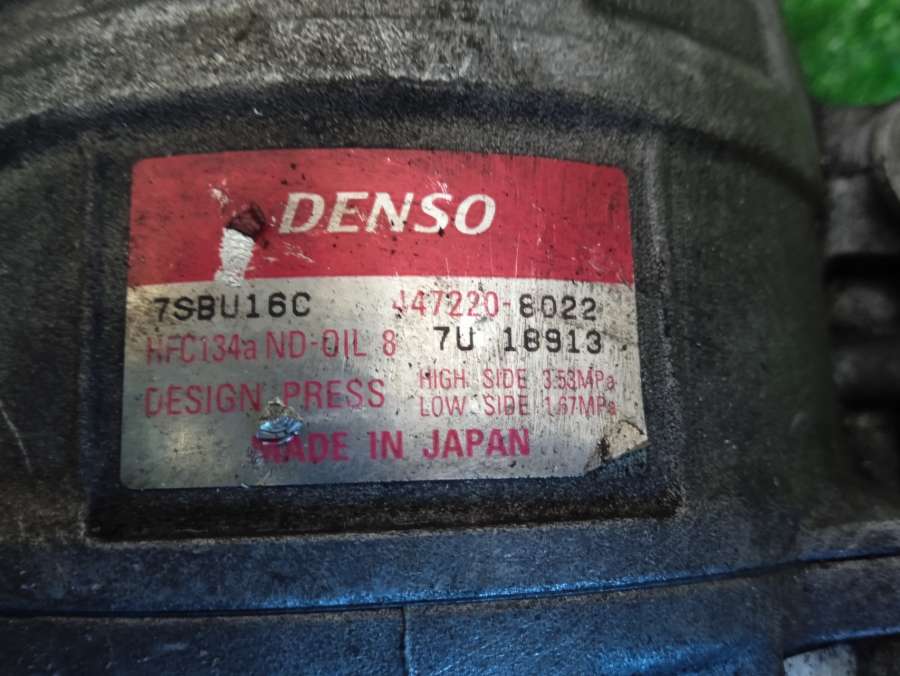 DENSO
7SBU16C 447220-8022
HFC134a ND-OIL 8 7U 18913
DESIGN PRESS HIGH SIDE 3.53MPa
LOW SIDE 1.67MPa
MADE IN JAPAN